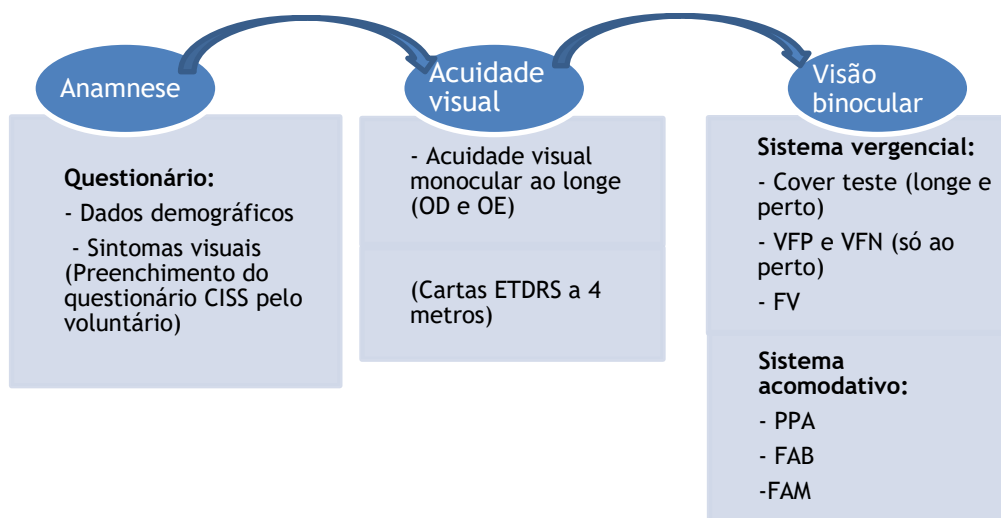 Anamnese
Questionário:
- Dados demográficos
- Sintomas visuais
(Preenchimento do
questionário CISS pelo
voluntário)
Acuidade
visual
- Acuidade visual
monocular ao longe
(OD e OE)
(Cartas ETDRS a 4
metros)
Visão
binocular
Sistema vergencial:
- Cover teste (longe e
perto)
- VFP e VFN (só ao
perto)
- FV
Sistema
acomodativo:
- PPA
- FAB
-FAM